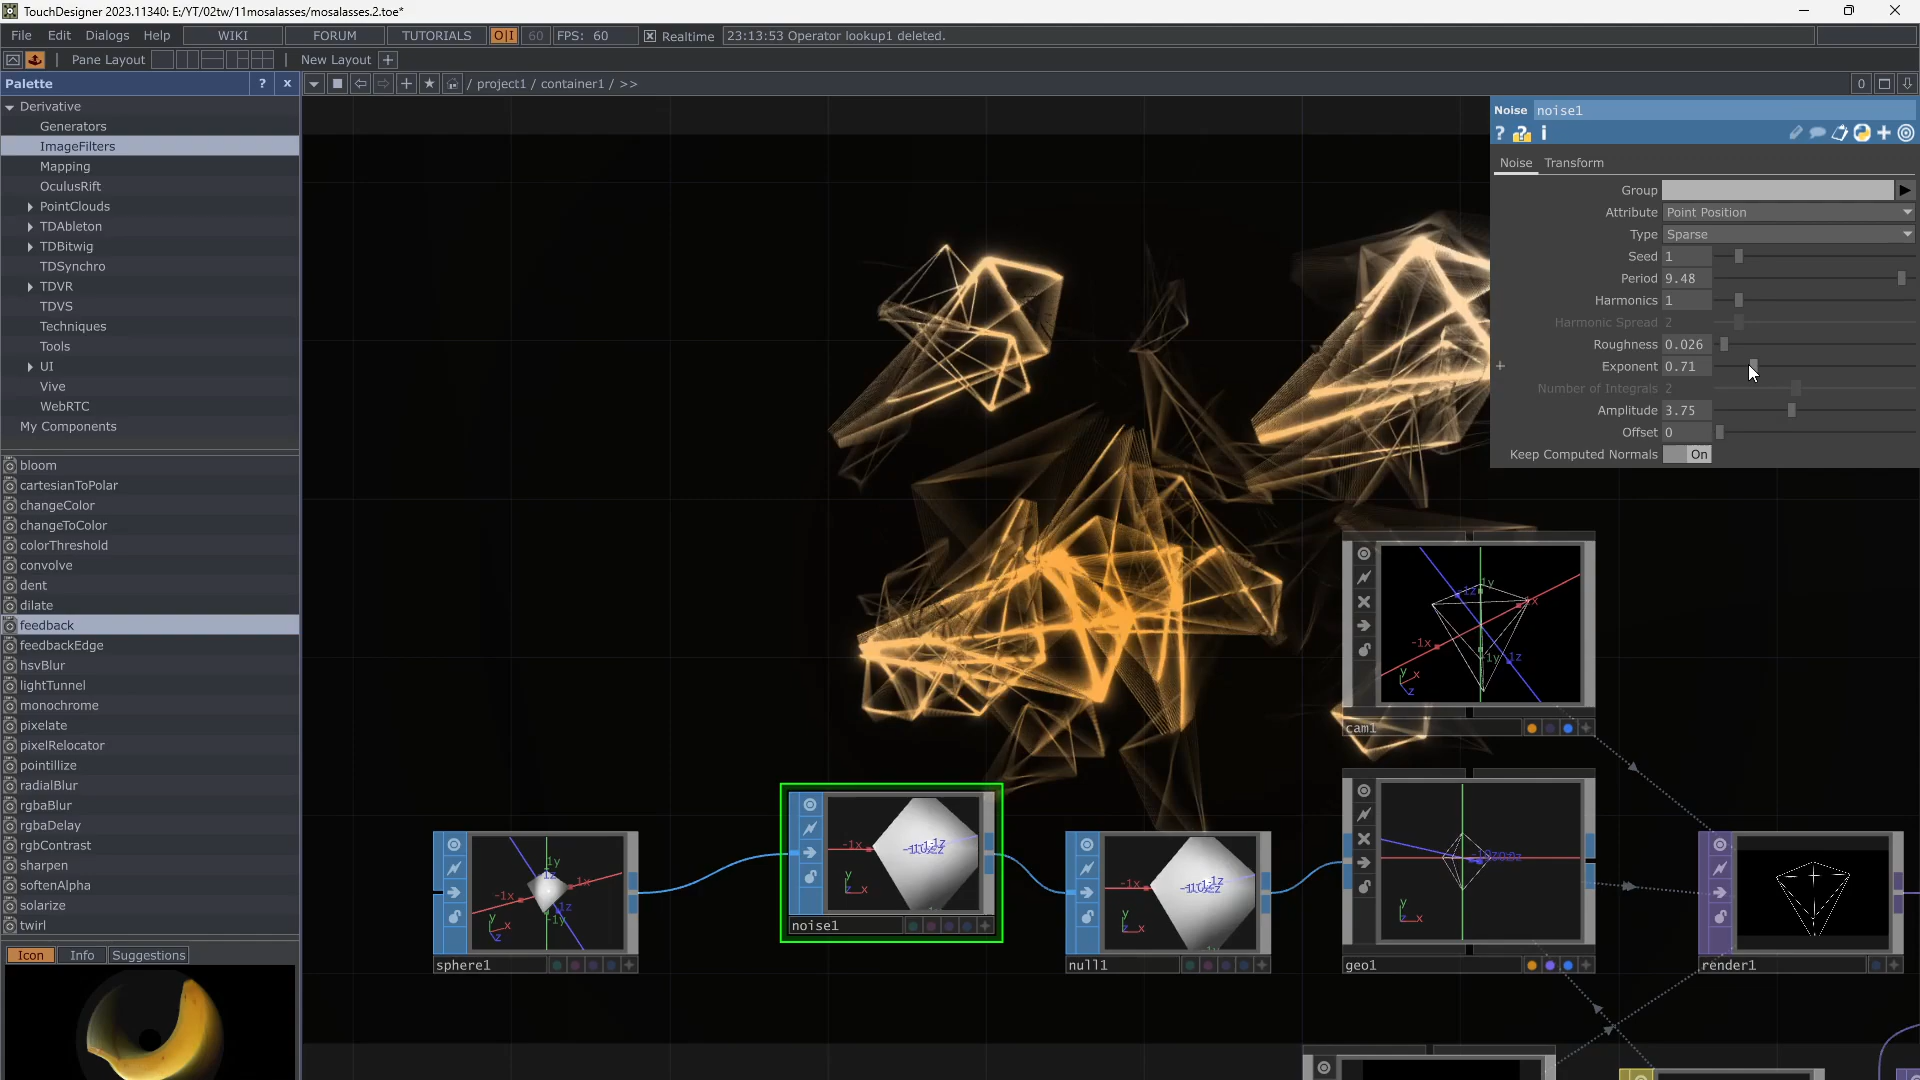 TouchDesigner 2023.11340: E:/YT/02tw/11mosalasses/mosalasses.2.toe*
File Edit Dialogs Help WIKI FORUM TUTORIALS O|I 60 FPS: 60 Realtime 23:13:53 Operator lookup1 deleted.
Pane Layout New Layout +
Palette ? x
/ project1 / container1 / >>
0
Derivative
Generators
ImageFilters
Mapping
OculusRift
PointClouds
TDAbleton
TDBitwig
TDSynchro
TDVR
TDVS
Techniques
Tools
UI
Vive
WebRTC
My Components
bloom
cartesianToPolar
changeColor
changeToColor
colorThreshold
convolve
dent
dilate
feedback
feedbackEdge
hsvBlur
lightTunnel
monochrome
pixelate
pixelRelocator
pointillize
radialBlur
rgbaBlur
rgbaDelay
rgbContrast
sharpen
softenAlpha
solarize
twirl
Icon Info Suggestions
Noise noise1
? ? i
Noise Transform
Group
Attribute Point Position
Type Sparse
Seed 1
Period 9.48
Harmonics 1
Harmonic Spread 2
Roughness 0.026
Exponent 0.71
Number of Integrals 2
Amplitude 3.75
Offset 0
Keep Computed Normals On
cam1
sphere1
noise1
null1
geo1
render1